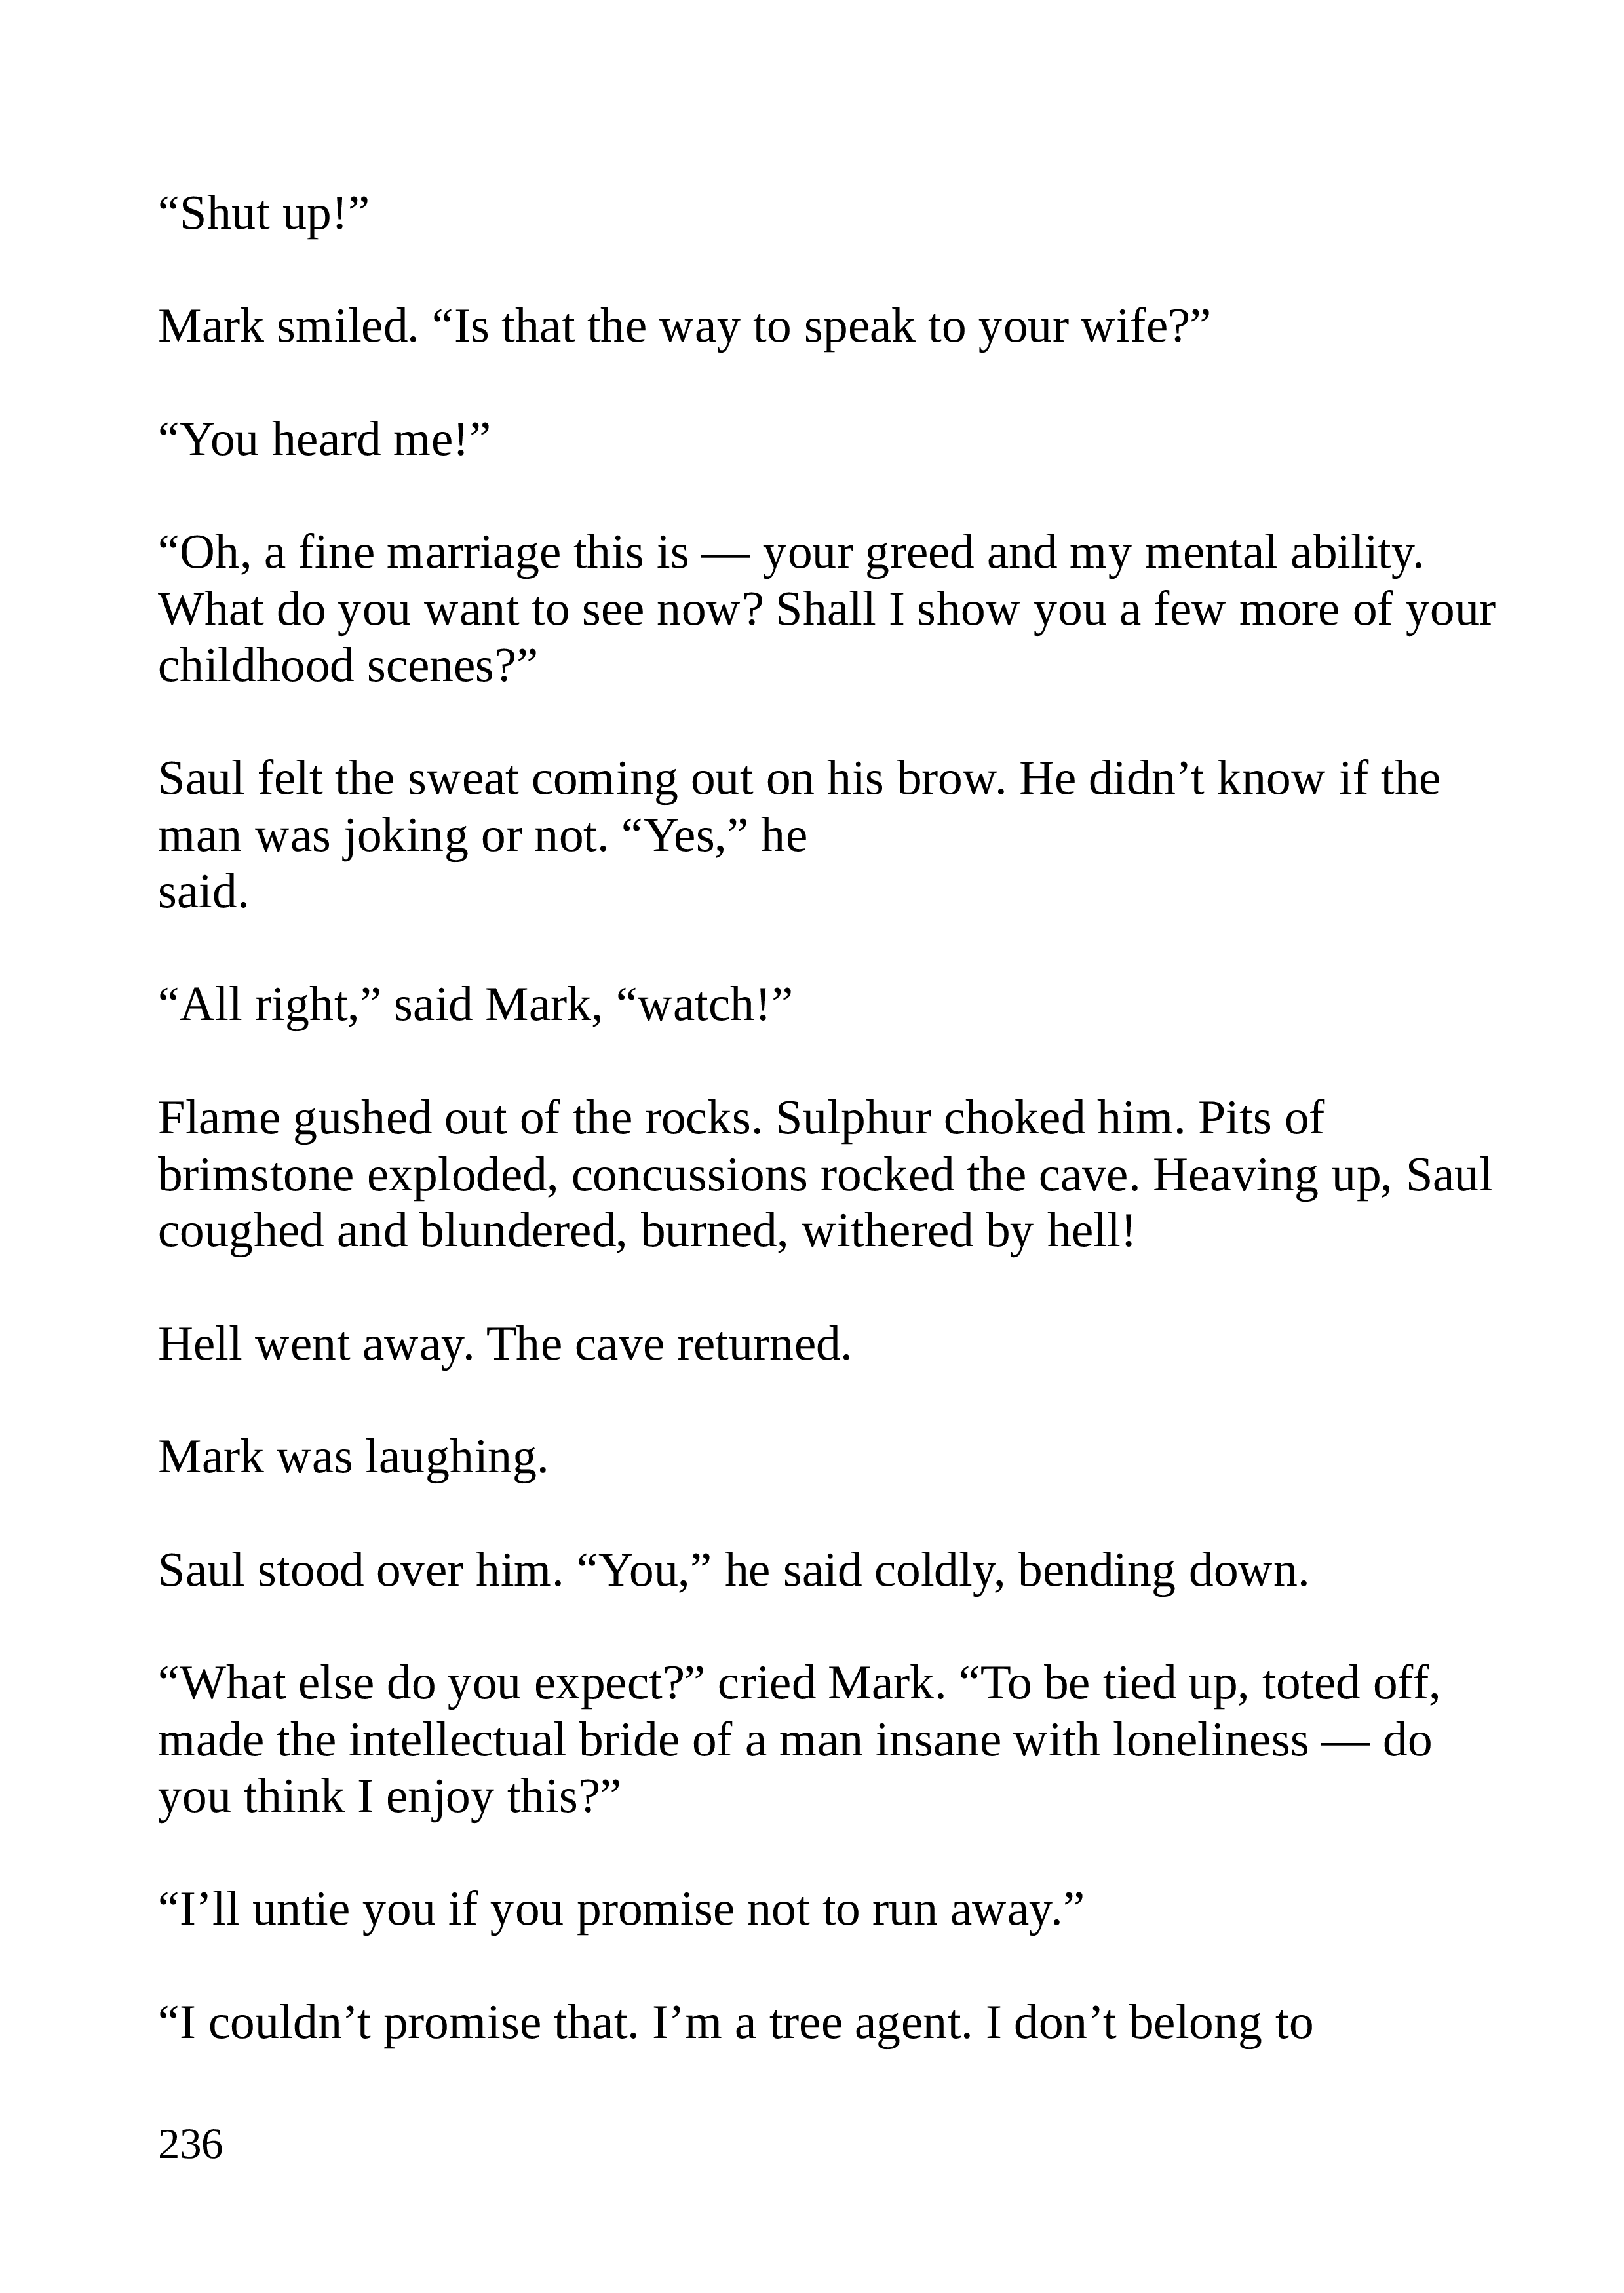 “Shut up!”
Mark smiled. “Is that the way to speak to your wife?”
“You heard me!”
“Oh, a fine marriage this is — your greed and my mental ability.
What do you want to see now? Shall I show you a few more of your
childhood scenes?”
Saul felt the sweat coming out on his brow. He didn’t know if the
man was joking or not. “Yes,” he
said.
“All right,” said Mark, “watch!”
Flame gushed out of the rocks. Sulphur choked him. Pits of
brimstone exploded, concussions rocked the cave. Heaving up, Saul
coughed and blundered, burned, withered by hell!
Hell went away. The cave returned.
Mark was laughing.
Saul stood over him. “You,” he said coldly, bending down.
“What else do you expect?” cried Mark. “To be tied up, toted off,
made the intellectual bride of a man insane with loneliness — do
you think I enjoy this?”
“I’ll untie you if you promise not to run away.”
“I couldn’t promise that. I’m a tree agent. I don’t belong to
236